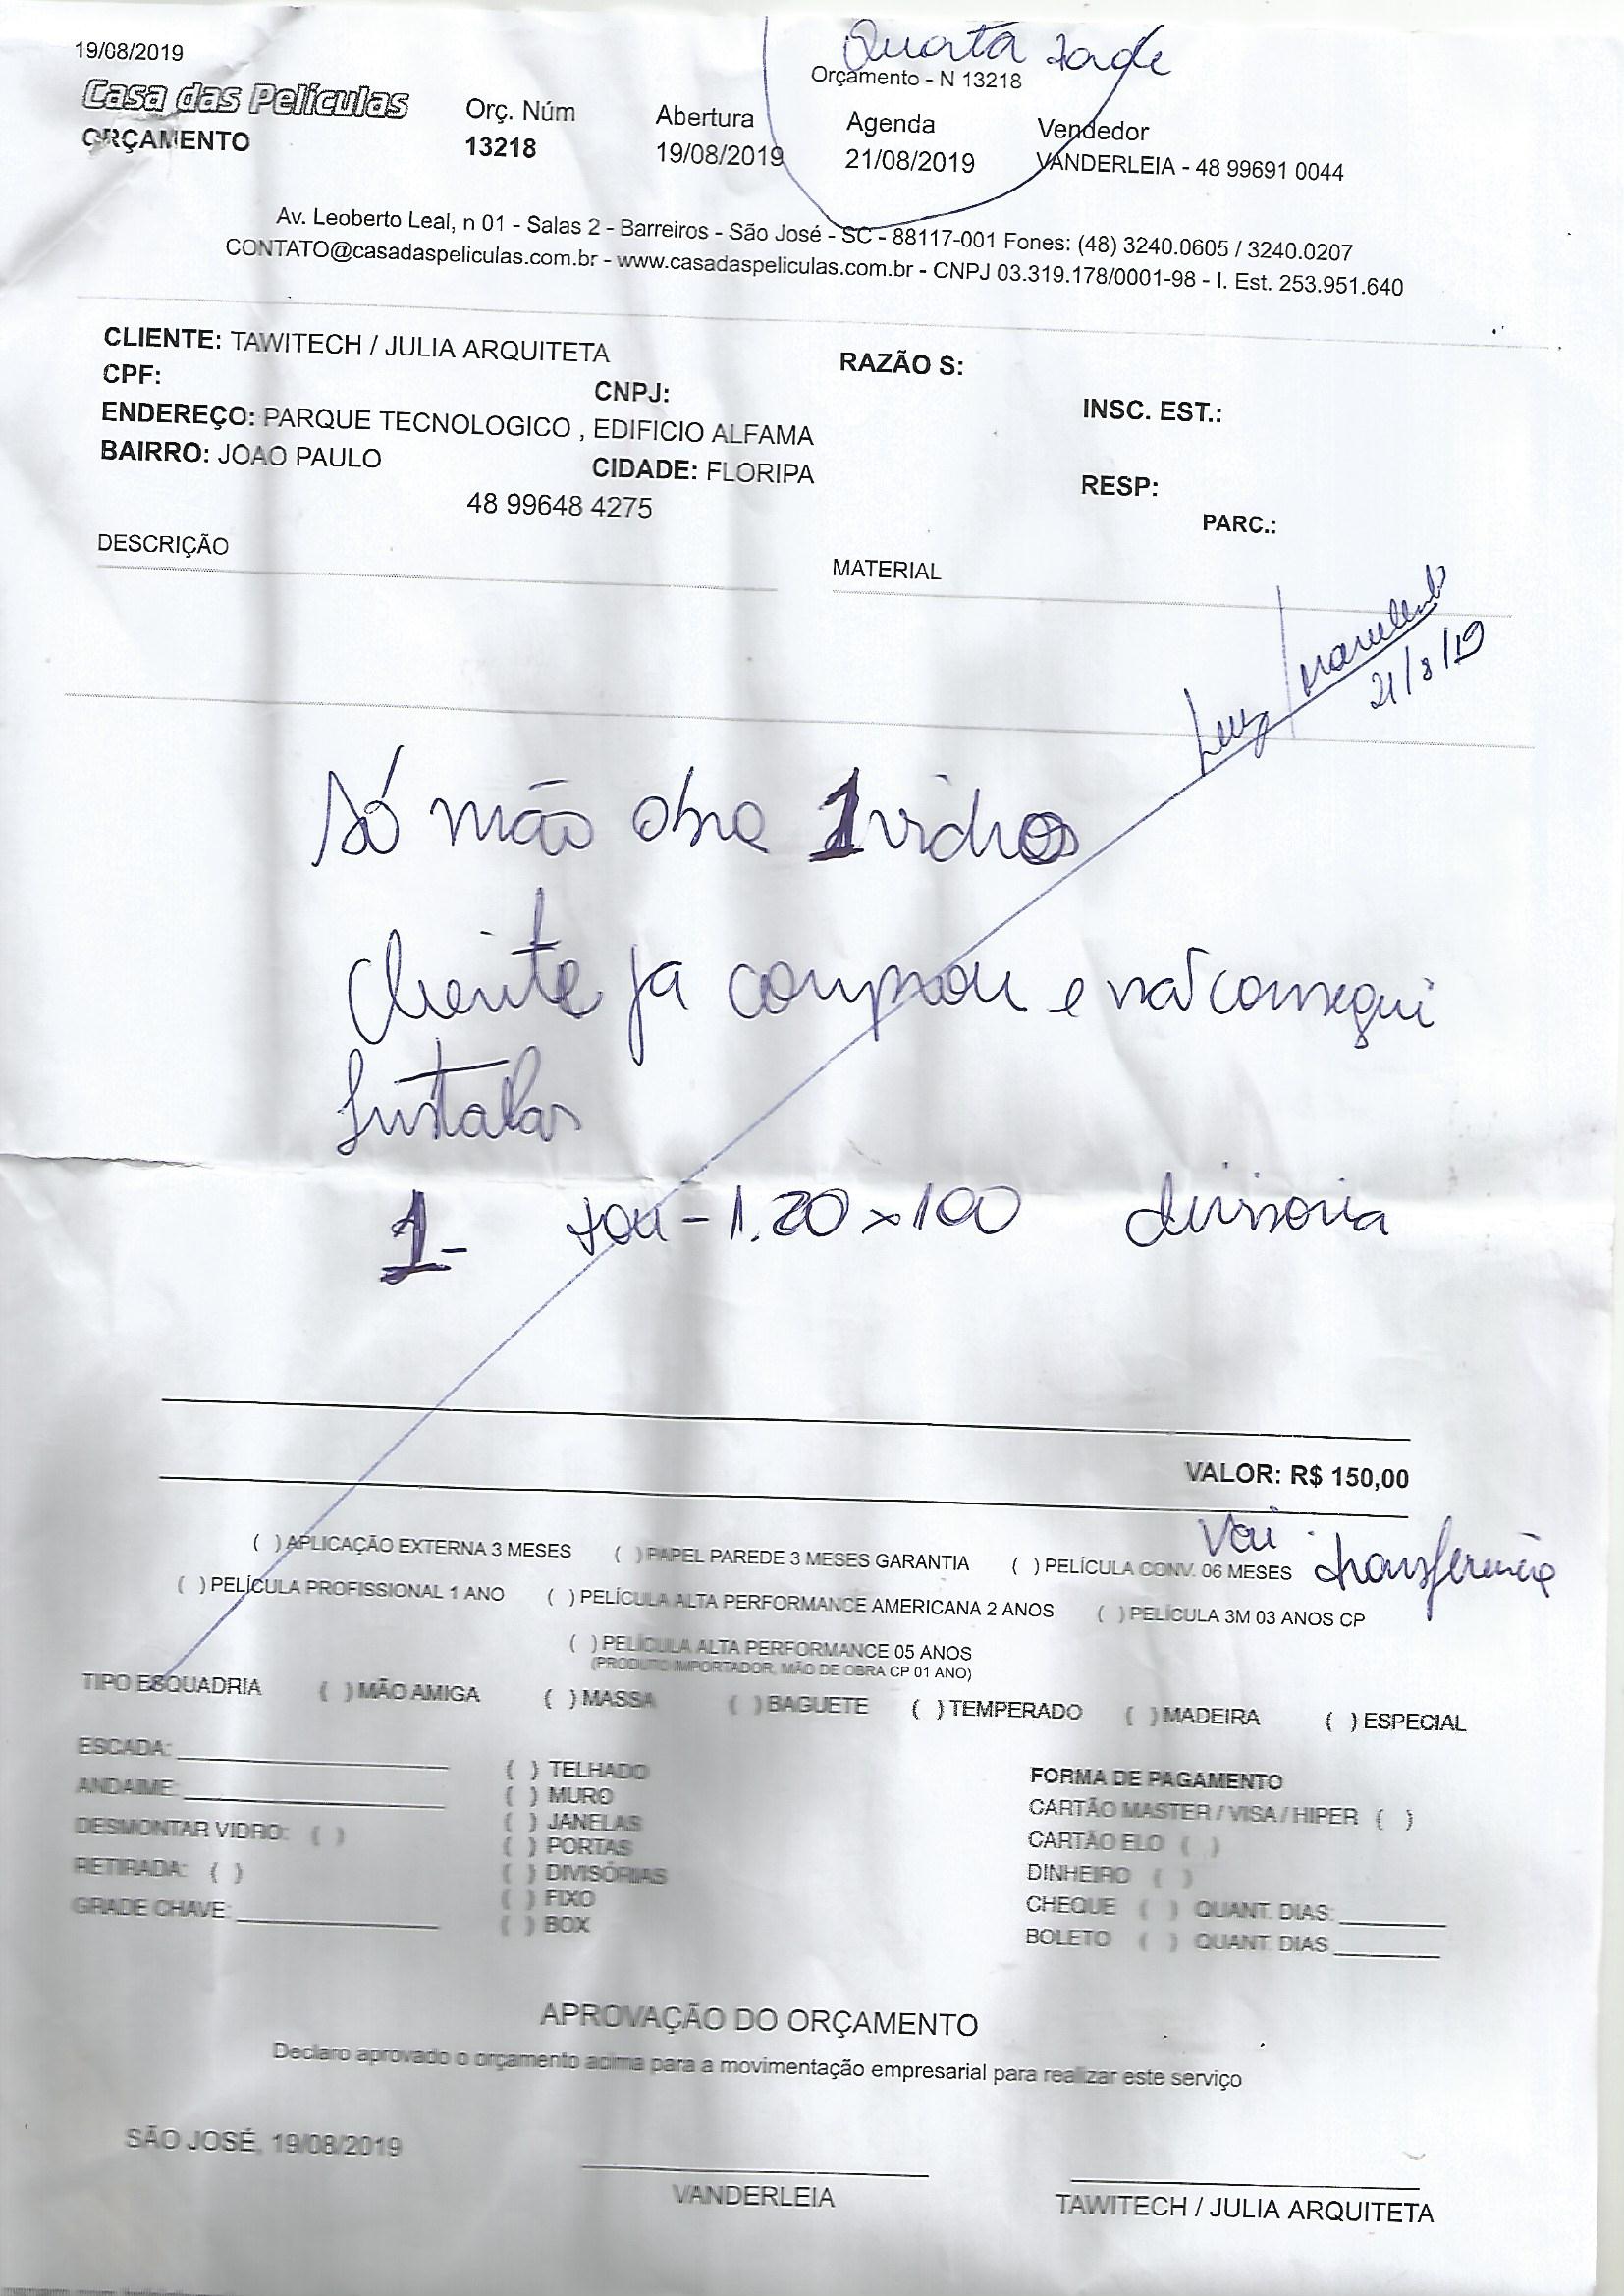 Quarta tarde
19/08/2019
Orçamento - N 13218
Casa das Películas
ORÇAMENTO
Orç. Núm Abertura Agenda Vendedor
13218 19/08/2019 21/08/2019 VANDERLEIA - 48 99691 0044
Av. Leoberto Leal, n 01 - Salas 2 - Barreiros - São José - SC - 88117-001 Fones: (48) 3240.0605 / 3240.0207
CONTATO@casadaspeliculas.com.br - www.casadaspeliculas.com.br - CNPJ 03.319.178/0001-98 - I. Est. 253.951.640
CLIENTE: TAWITECH / JULIA ARQUITETA RAZÃO S:
CPF: CNPJ: INSC. EST.:
ENDEREÇO: PARQUE TECNOLOGICO , EDIFICIO ALFAMA
BAIRRO: JOAO PAULO CIDADE: FLORIPA RESP:
48 99648 4275 PARC.:
DESCRIÇÃO MATERIAL
Luiz
21/8/19
Só mão obra 1 vidros
Cliente ja comprou e não consegui
Instalar
1- - 1.20 x 100 divisoria
VALOR: R$ 150,00
Vai transferencia
( ) APLICAÇÃO EXTERNA 3 MESES ( ) PAPEL PAREDE 3 MESES GARANTIA ( ) PELÍCULA CONV. 06 MESES
( ) PELÍCULA PROFISSIONAL 1 ANO ( ) PELÍCULA ALTA PERFORMANCE AMERICANA 2 ANOS ( ) PELÍCULA 3M 03 ANOS CP
( ) PELÍCULA ALTA PERFORMANCE 05 ANOS
(PRODUTO IMPORTADOR, MÃO DE OBRA CP 01 ANO)
TIPO ESQUADRIA ( ) MÃO AMIGA ( ) MASSA ( ) BAGUETE ( ) TEMPERADO ( ) MADEIRA ( ) ESPECIAL
ESCADA:
ANDAIME:
DESMONTAR VIDRO: ( )
RETIRADA: ( )
GRADE CHAVE:
( ) TELHADO
( ) MURO
( ) JANELAS
( ) PORTAS
( ) DIVISÓRIAS
( ) FIXO
( ) BOX
FORMA DE PAGAMENTO
CARTÃO MASTER / VISA / HIPER ( )
CARTÃO ELO ( )
DINHEIRO ( )
CHEQUE ( ) QUANT. DIAS:
BOLETO ( ) QUANT. DIAS
APROVAÇÃO DO ORÇAMENTO
Declaro aprovado o orçamento acima para a movimentação empresarial para realizar este serviço
SÃO JOSÉ, 19/08/2019
VANDERLEIA TAWITECH / JULIA ARQUITETA